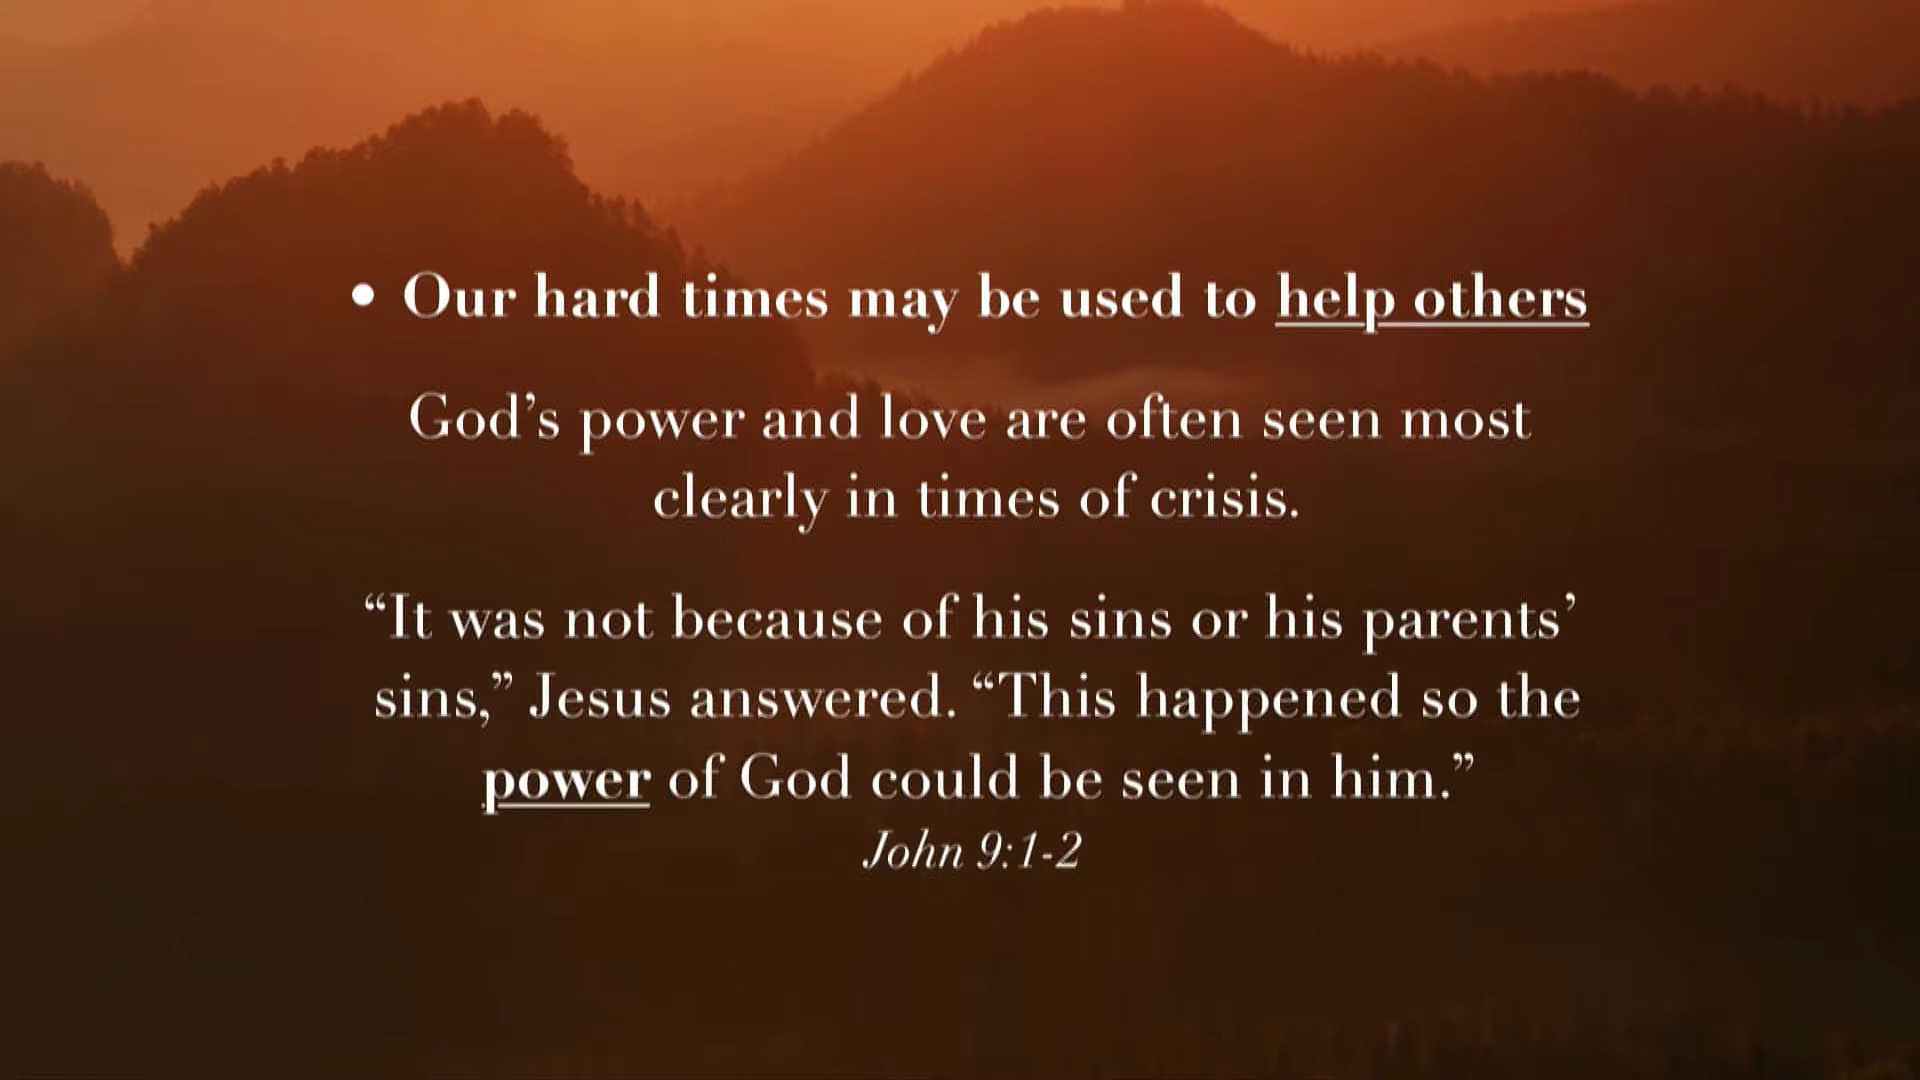 • Our hard times may be used to help others
God’s power and love are often seen most
clearly in times of crisis.
“It was not because of his sins or his parents’
sins,” Jesus answered. “This happened so the
power of God could be seen in him.”
John 9:1-2